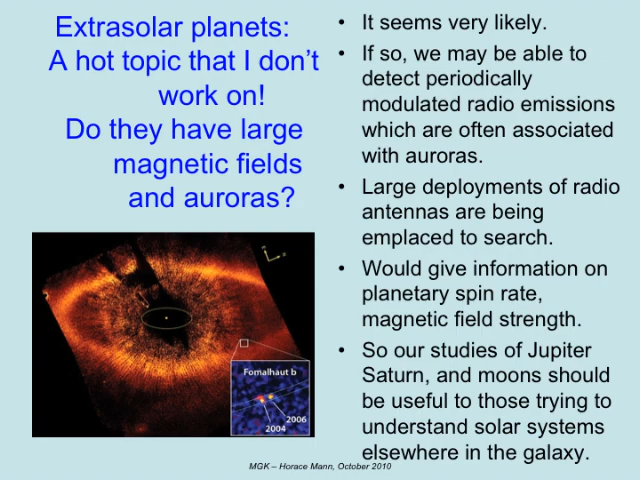 Extrasolar planets:
A hot topic that I don’t
work on!
Do they have large
magnetic fields
and auroras?
• It seems very likely.
• If so, we may be able to
detect periodically
modulated radio emissions
which are often associated
with auroras.
• Large deployments of radio
antennas are being
emplaced to search.
• Would give information on
planetary spin rate,
magnetic field strength.
• So our studies of Jupiter
Saturn, and moons should
be useful to those trying to
understand solar systems
elsewhere in the galaxy.
Fomalhaut b
2006
2004
MGK – Horace Mann, October 2010